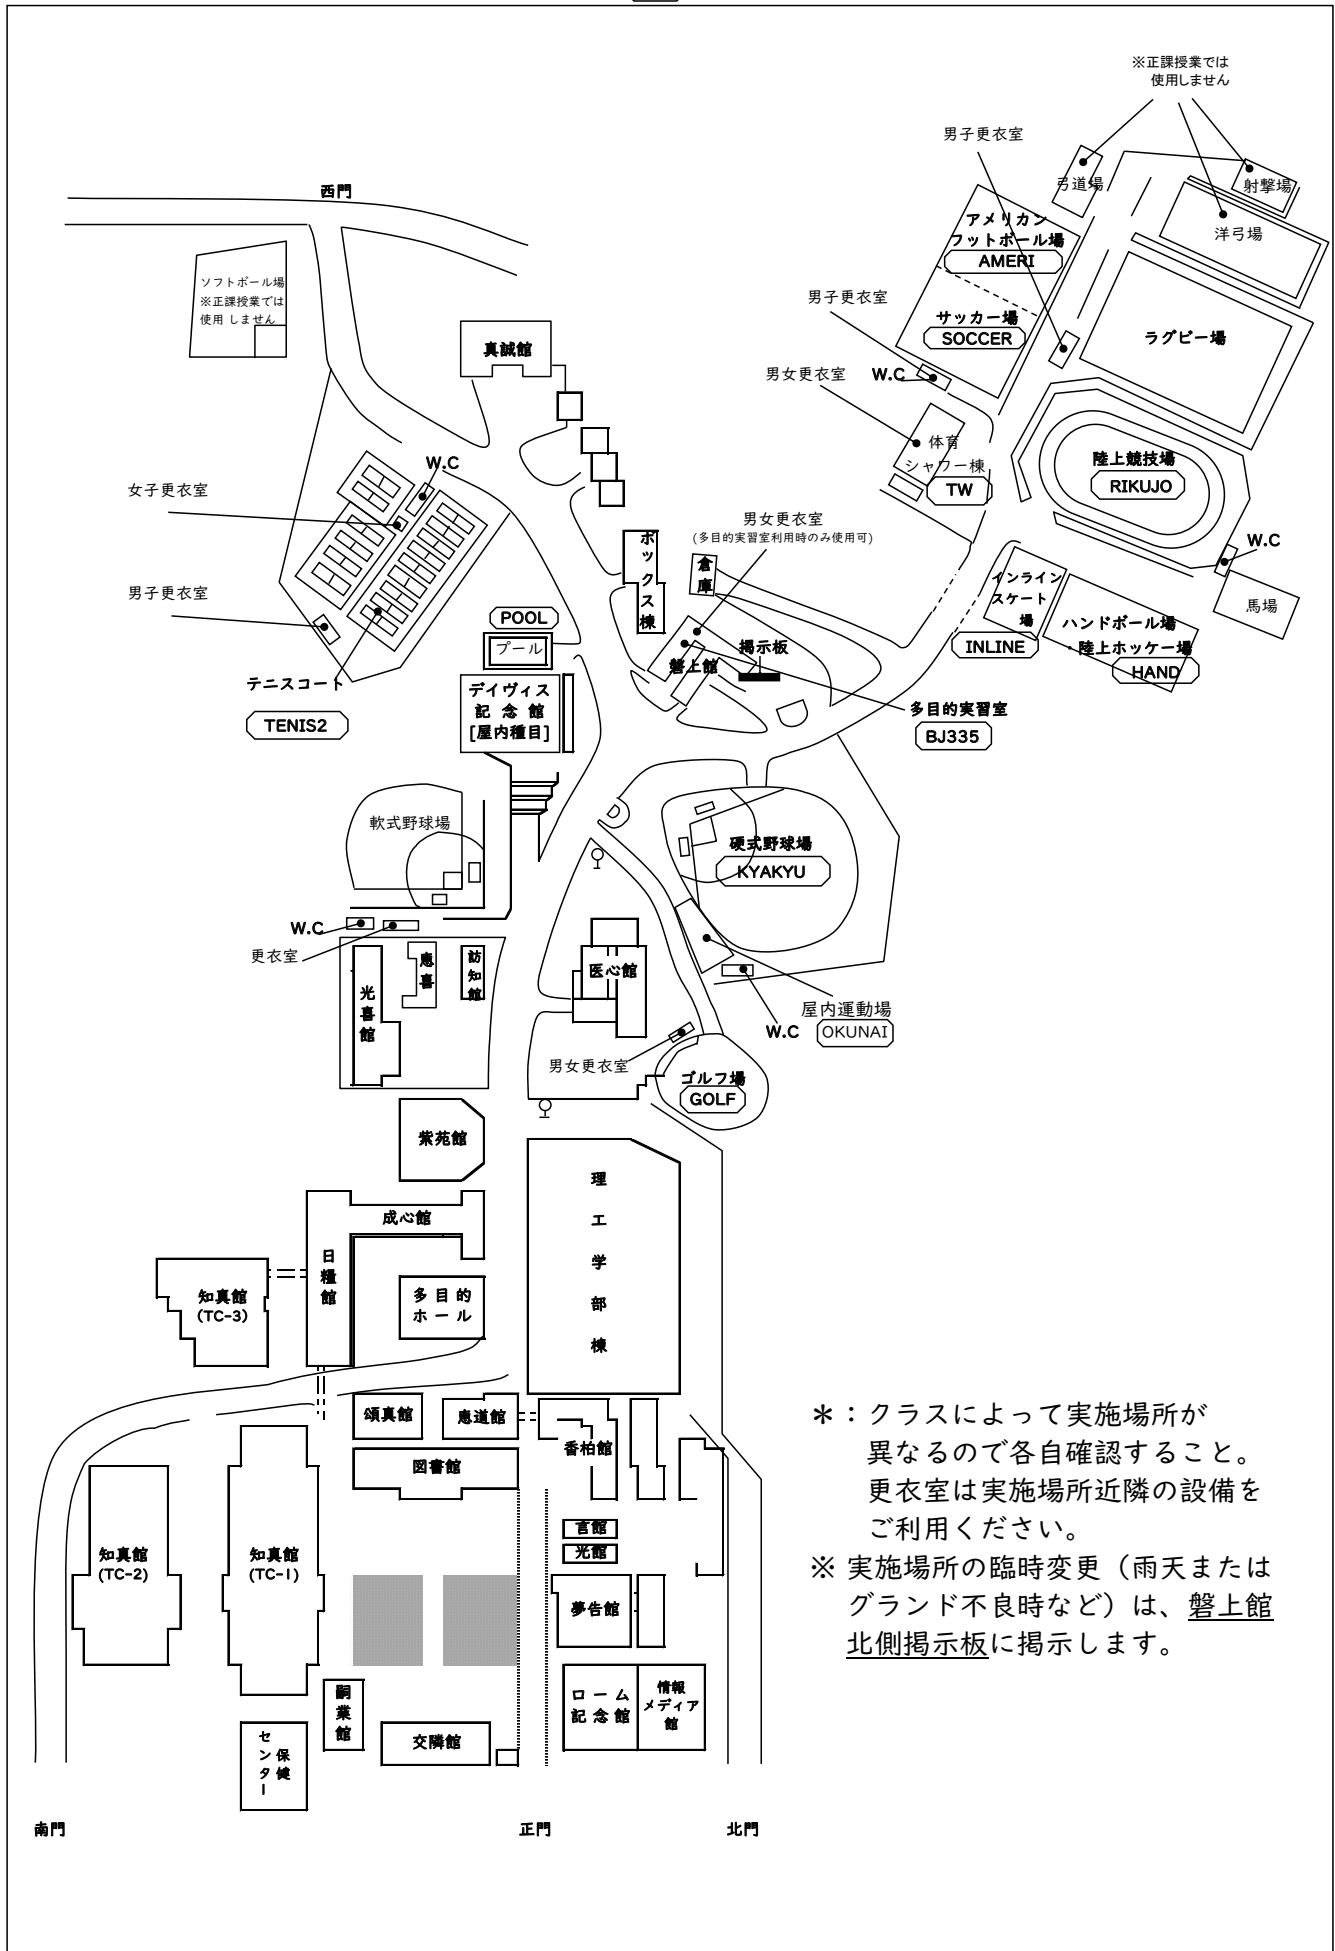 ※正課授業では
使用しません
男子更衣室
弓道場
射撃場
洋弓場
西門
アメリカン
フットボール場
AMERI
ソフトボール場
※正課授業では
使用 しません
男子更衣室
サッカー場
SOCCER
ラグビー場
真誠館
男女更衣室
W.C
体育
シャワー棟
TW
陸上競技場
RIKUJO
W.C
女子更衣室
男女更衣室
(多目的実習室利用時のみ使用可)
ボックス棟
倉庫
W.C
男子更衣室
インライン
スケート
場
INLINE
馬場
POOL
プール
ハンドボール場
・陸上ホッケー場
HAND
掲示板
磐上館
テニスコート
TENIS2
デイヴィス
記念館
[屋内種目]
多目的実習室
BJ335
軟式野球場
硬式野球場
KYAKYU
W.C
更衣室
光喜館
恵喜
訪知館
医心館
屋内運動場
OKUNAI
W.C
男女更衣室
ゴルフ場
GOLF
紫苑館
理工学部棟
成心館
日糧館
知真館
(TC-3)
多目的
ホール
頌真館
恵道館
香柏館
図書館
言館
光館
知真館
(TC-2)
知真館
(TC-1)
夢告館
嗣業館
ローム
記念館
情報
メディア
館
交隣館
保健
センター
南門
正門
北門
＊：クラスによって実施場所が
異なるので各自確認すること。
更衣室は実施場所近隣の設備を
ご利用ください。
※ 実施場所の臨時変更（雨天または
グランド不良時など）は、磐上館
北側掲示板に掲示します。